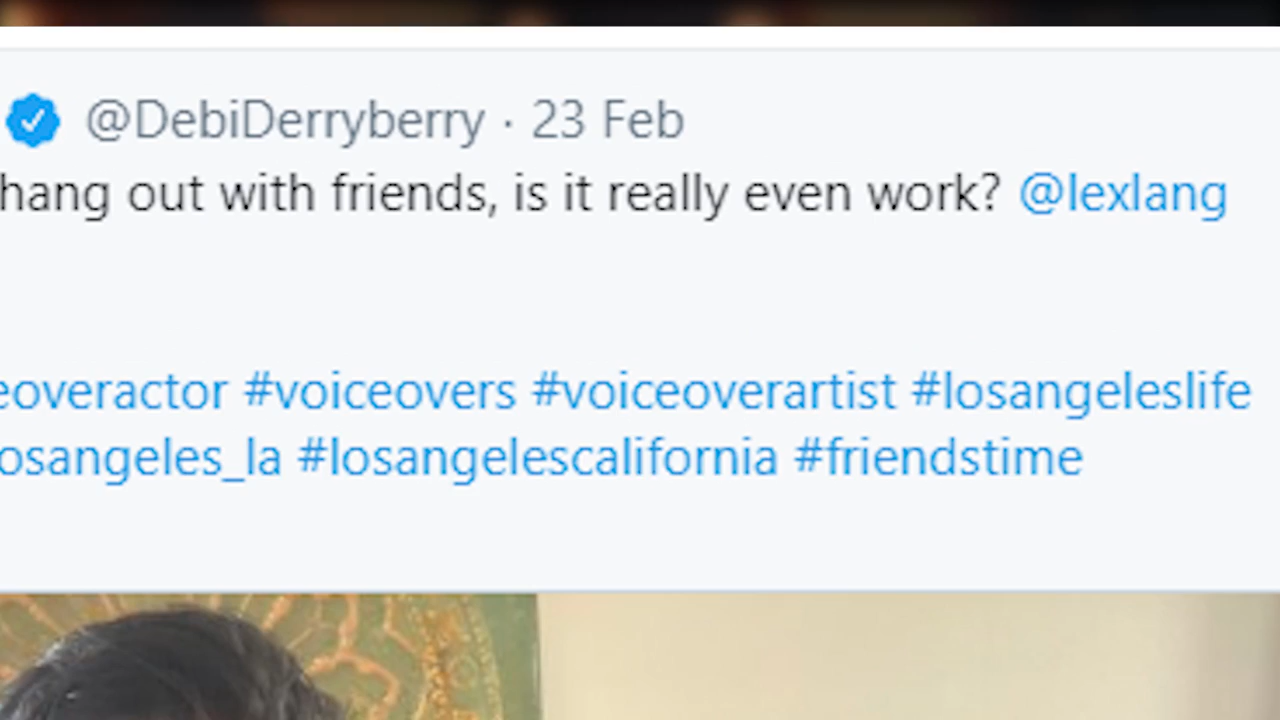 @DebiDerryberry · 23 Feb
hang out with friends, is it really even work? @lexlang
eoveractor #voiceovers #voiceoverartist #losangeleslife
osangeles_la #losangelescalifornia #friendstime